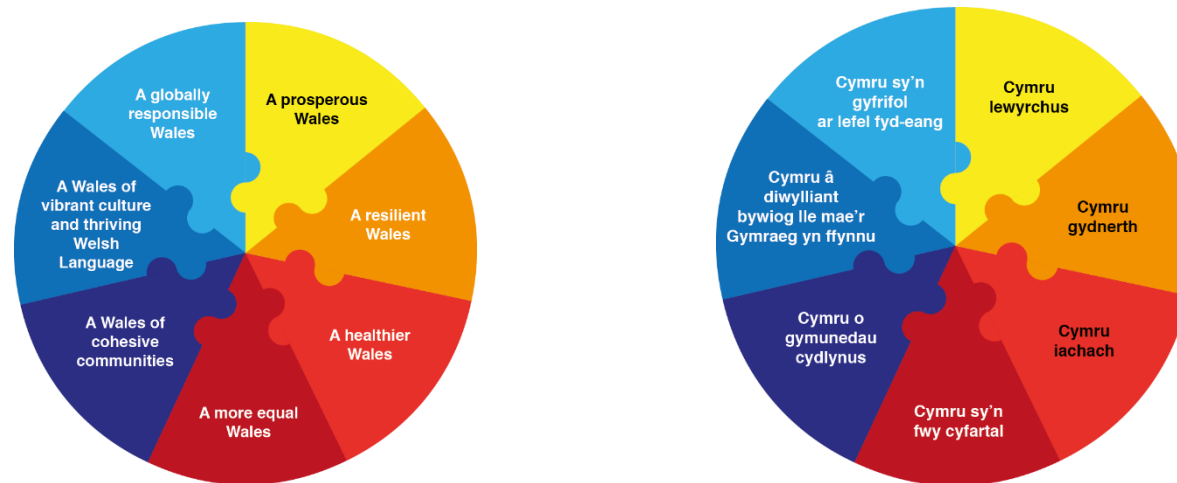 A prosperous
Wales
A resilient
Wales
A healthier
Wales
A more equal
Wales
A Wales of
cohesive
communities
A Wales of
vibrant culture
and thriving
Welsh
Language
A globally
responsible
Wales
Cymru
lewyrchus
Cymru
gydnerth
Cymru
iachach
Cymru sy'n
fwy cyfartal
Cymru o
gymunedau
cydlynus
Cymru â
diwylliant
bywiog lle mae'r
Gymraeg yn ffynnu
Cymru sy'n
gyfrifol
ar lefel fyd-eang